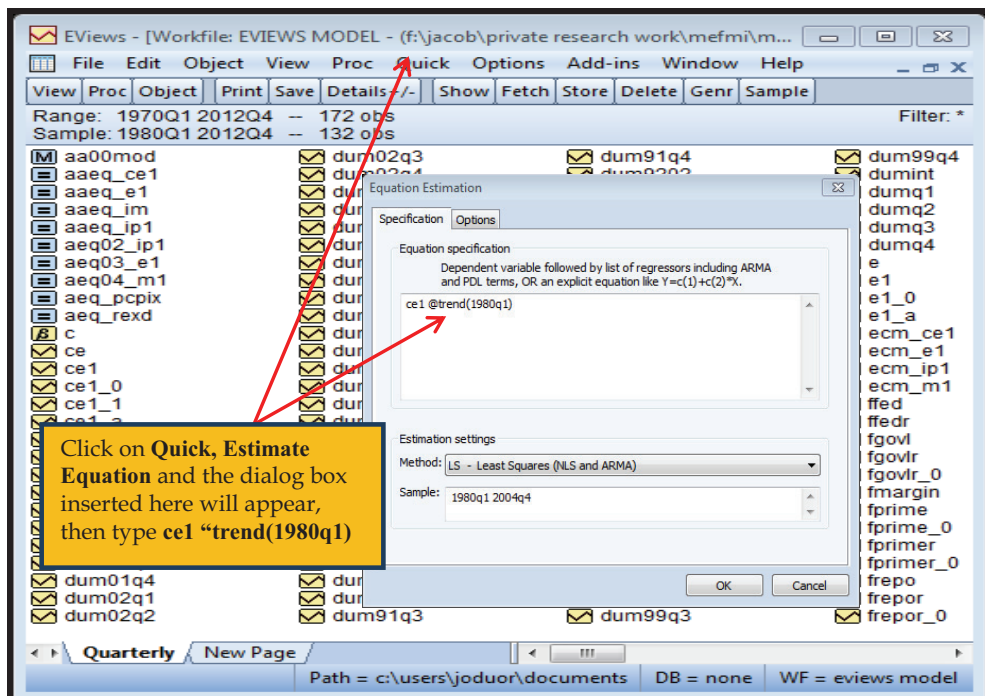 EViews - [Workfile: EVIEWS MODEL - (f:\jacob\private research work\mefmi\m...
File Edit Object View Proc Quick Options Add-ins Window Help
View Proc Object Print Save Details+/- Show Fetch Store Delete Genr Sample
Range: 1970Q1 2012Q4 -- 172 obs Filter: *
Sample: 1980Q1 2012Q4 -- 132 obs
aa00mod
aaeq_ce1
aaeq_e1
aaeq_im
aaeq_ip1
aeq02_ip1
aeq03_e1
aeq04_m1
aeq_pcpix
aeq_rexd
c
ce
ce1
ce1_0
ce1_1
dum01q4
dum02q1
dum02q2
dum02q3
dum91q3
dum91q4
dum99q3
dum99q4
dumint
dumq1
dumq2
dumq3
dumq4
e
e1
e1_0
e1_a
ecm_ce1
ecm_e1
ecm_ip1
ecm_m1
ffed
ffedr
fgovl
fgovlr
fgovlr_0
fmargin
fprime
fprime_0
fprimer
fprimer_0
frepo
frepor
frepor_0
Equation Estimation
Specification Options
Equation specification
Dependent variable followed by list of regressors including ARMA
and PDL terms, OR an explicit equation like Y=c(1)+c(2)*X.
ce1 @trend(1980q1)
Estimation settings
Method: LS - Least Squares (NLS and ARMA)
Sample: 1980q1 2004q4
OK Cancel
Click on Quick, Estimate
Equation and the dialog box
inserted here will appear,
then type ce1 “trend(1980q1)
Quarterly New Page
Path = c:\users\joduor\documents DB = none WF = eviews model